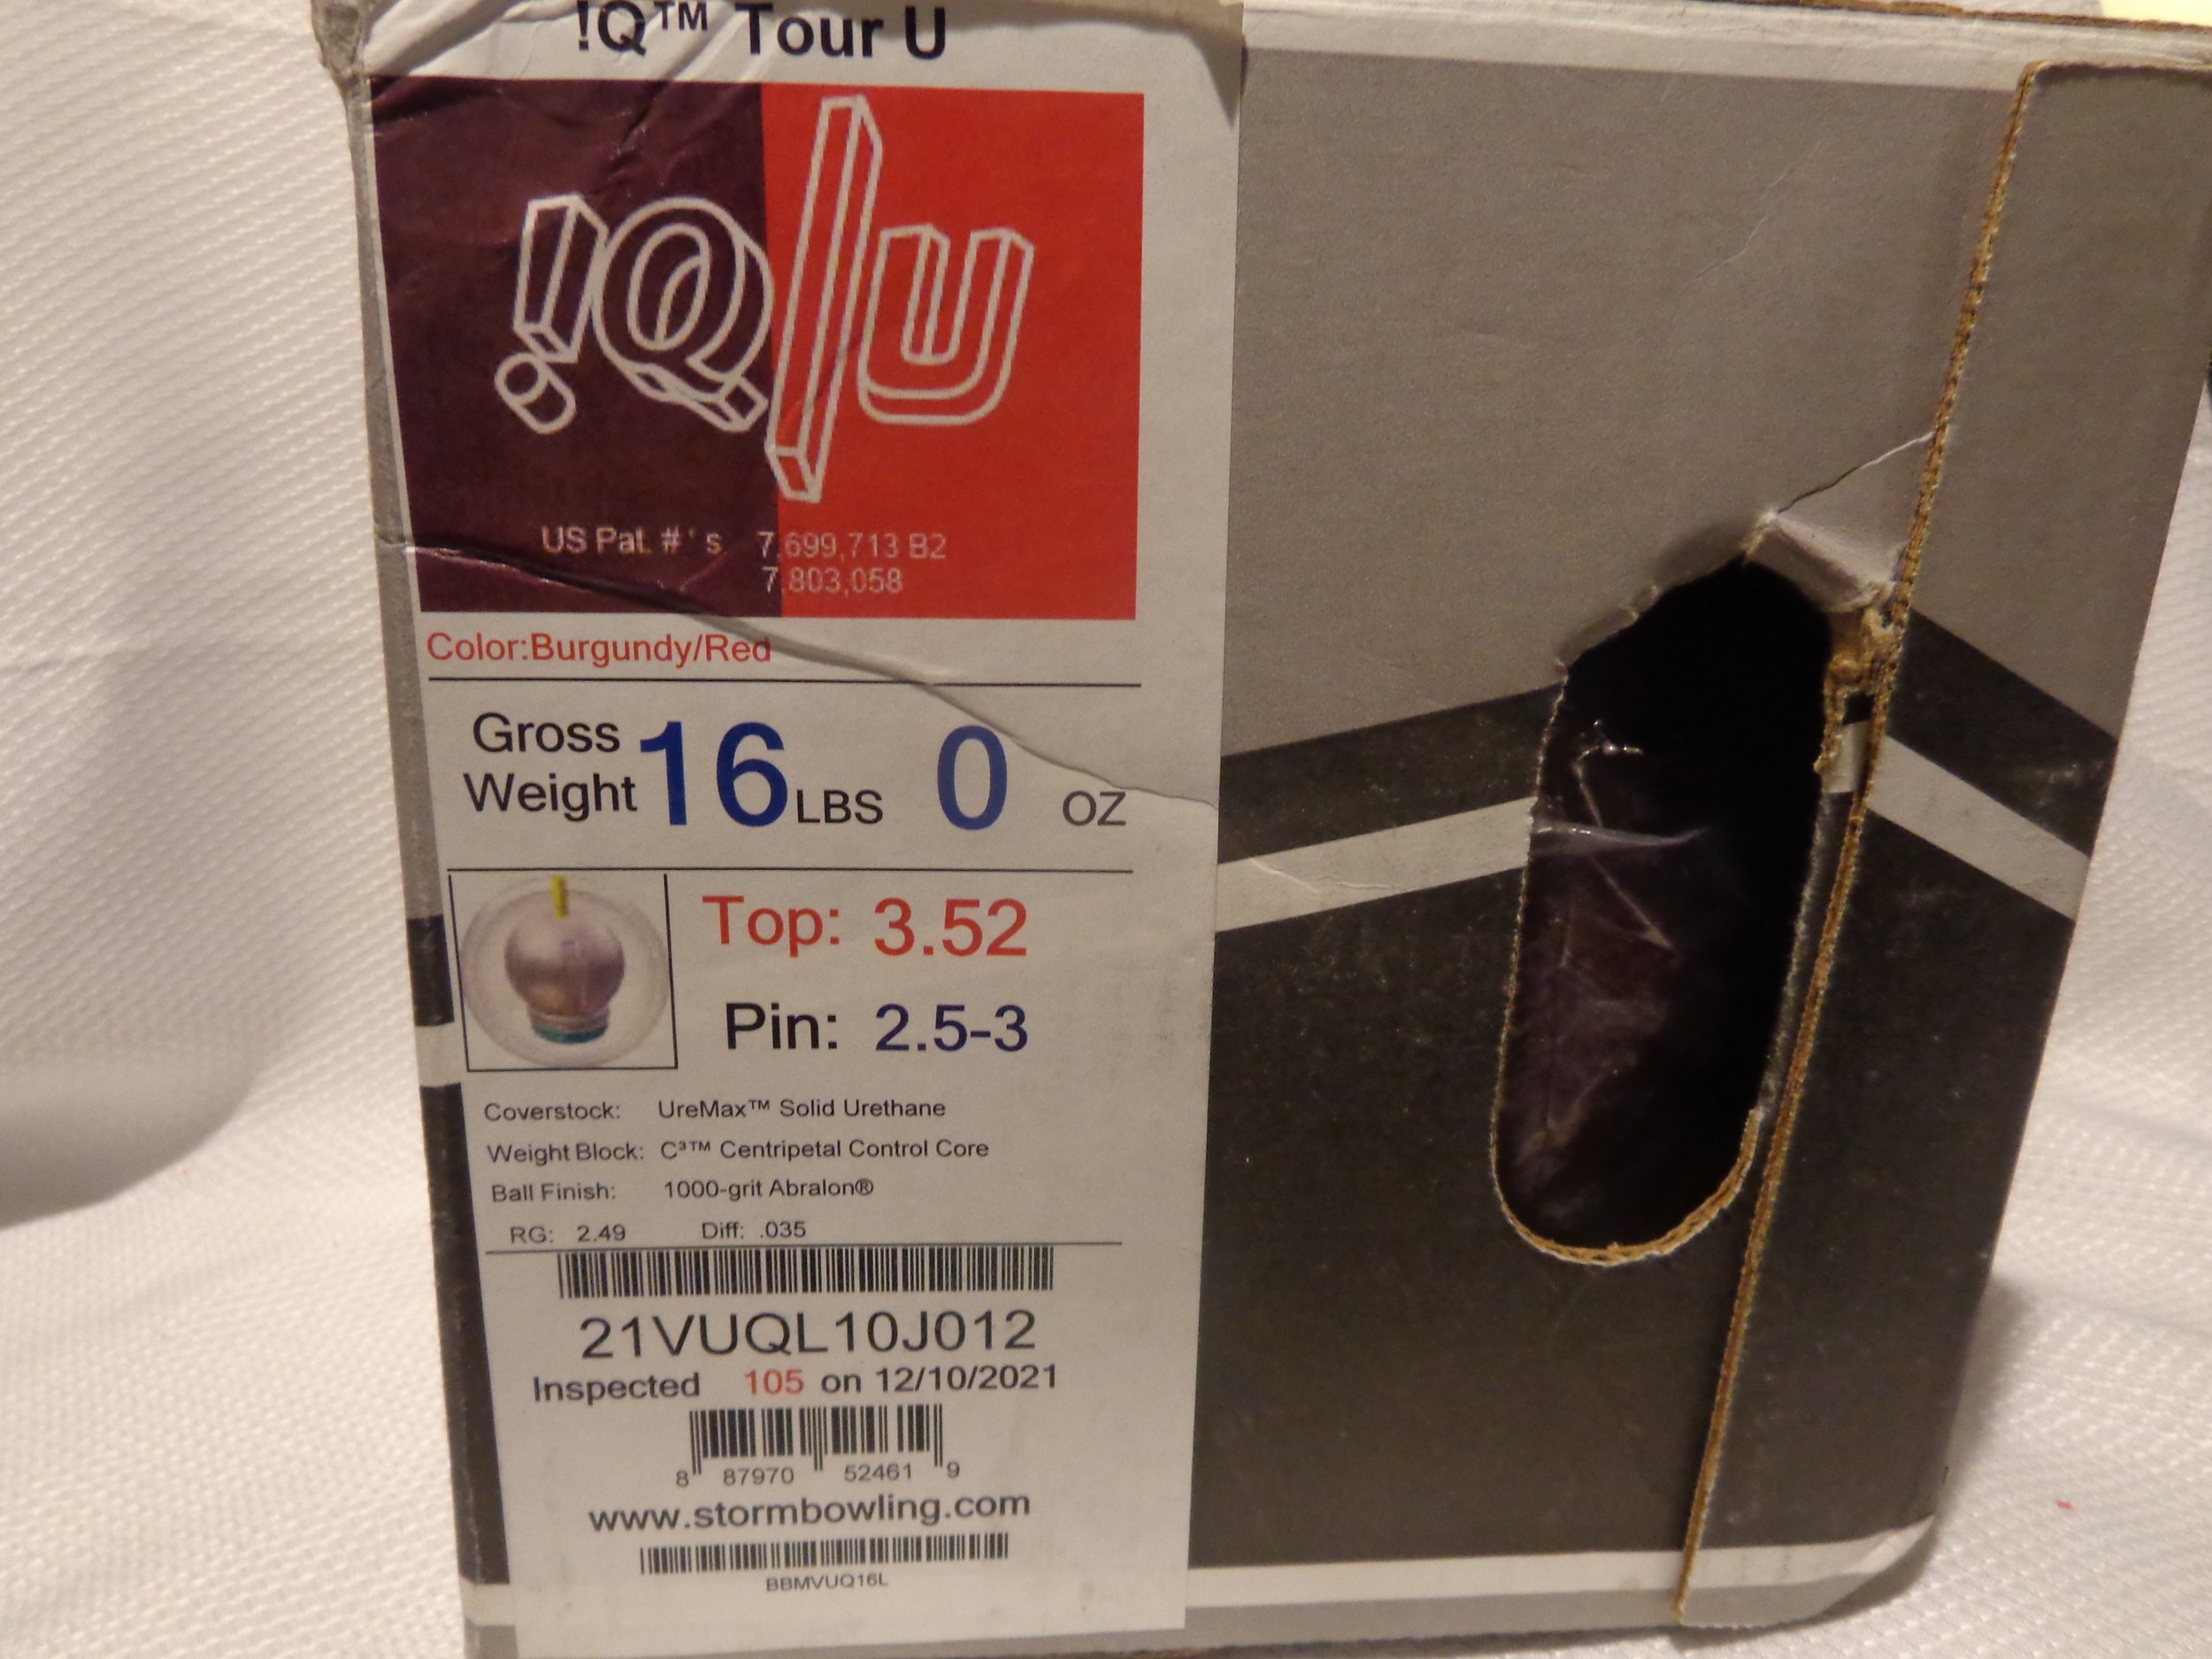 !Q™ Tour U
!Q/U
US Pat. #'s 7,699,713 B2
7,803,058
Color:Burgundy/Red
Gross Weight 16 LBS 0 OZ
Top: 3.52
Pin: 2.5-3
Coverstock: UreMax™ Solid Urethane
Weight Block: C³™ Centripetal Control Core
Ball Finish: 1000-grit Abralon®
RG: 2.49 Diff: .035
21VUQL10J012
Inspected 105 on 12/10/2021
8 87970 52461 9
www.stormbowling.com
BBMVUQ16L